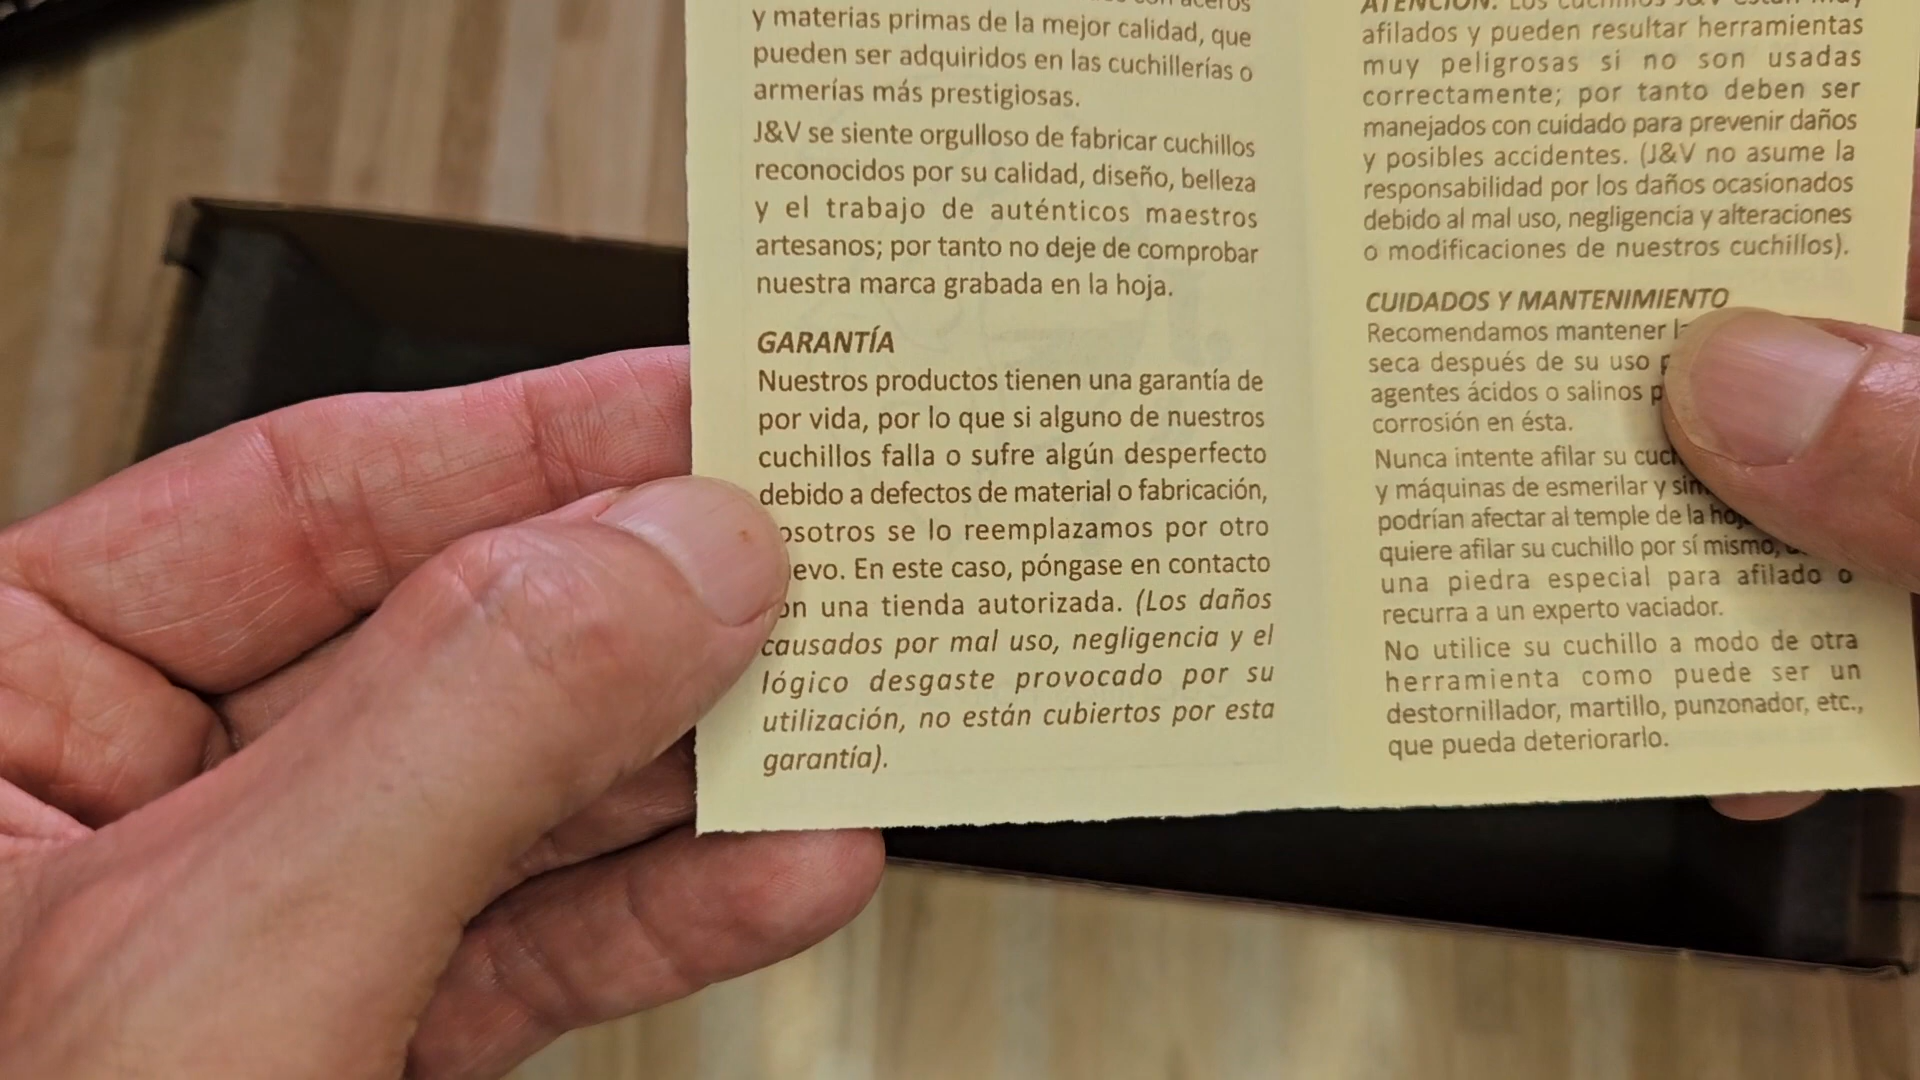 y materias primas de la mejor calidad, que
pueden ser adquiridos en las cuchillerías o
armerías más prestigiosas.
J&V se siente orgulloso de fabricar cuchillos
reconocidos por su calidad, diseño, belleza
y el trabajo de auténticos maestros
artesanos; por tanto no deje de comprobar
nuestra marca grabada en la hoja.
GARANTÍA
Nuestros productos tienen una garantía de
por vida, por lo que si alguno de nuestros
cuchillos falla o sufre algún desperfecto
debido a defectos de material o fabricación,
osotros se lo reemplazamos por otro
evo. En este caso, póngase en contacto
on una tienda autorizada. (Los daños
causados por mal uso, negligencia y el
lógico desgaste provocado por su
utilización, no están cubiertos por esta
garantía).
ATENCIÓN: Los cuchillos J&V están muy
afilados y pueden resultar herramientas
muy peligrosas si no son usadas
correctamente; por tanto deben ser
manejados con cuidado para prevenir daños
y posibles accidentes. (J&V no asume la
responsabilidad por los daños ocasionados
debido al mal uso, negligencia y alteraciones
o modificaciones de nuestros cuchillos).
CUIDADOS Y MANTENIMIENTO
Recomendamos mantener
seca después de su uso
agentes ácidos o salinos
corrosión en ésta.
Nunca intente afilar su
y máquinas de esmerilar y
podrían afectar al temple de la
quiere afilar su cuchillo por sí mismo,
una piedra especial para afilado o
recurra a un experto vaciador.
No utilice su cuchillo a modo de otra
herramienta como puede ser un
destornillador, martillo, punzonador, etc.,
que pueda deteriorarlo.